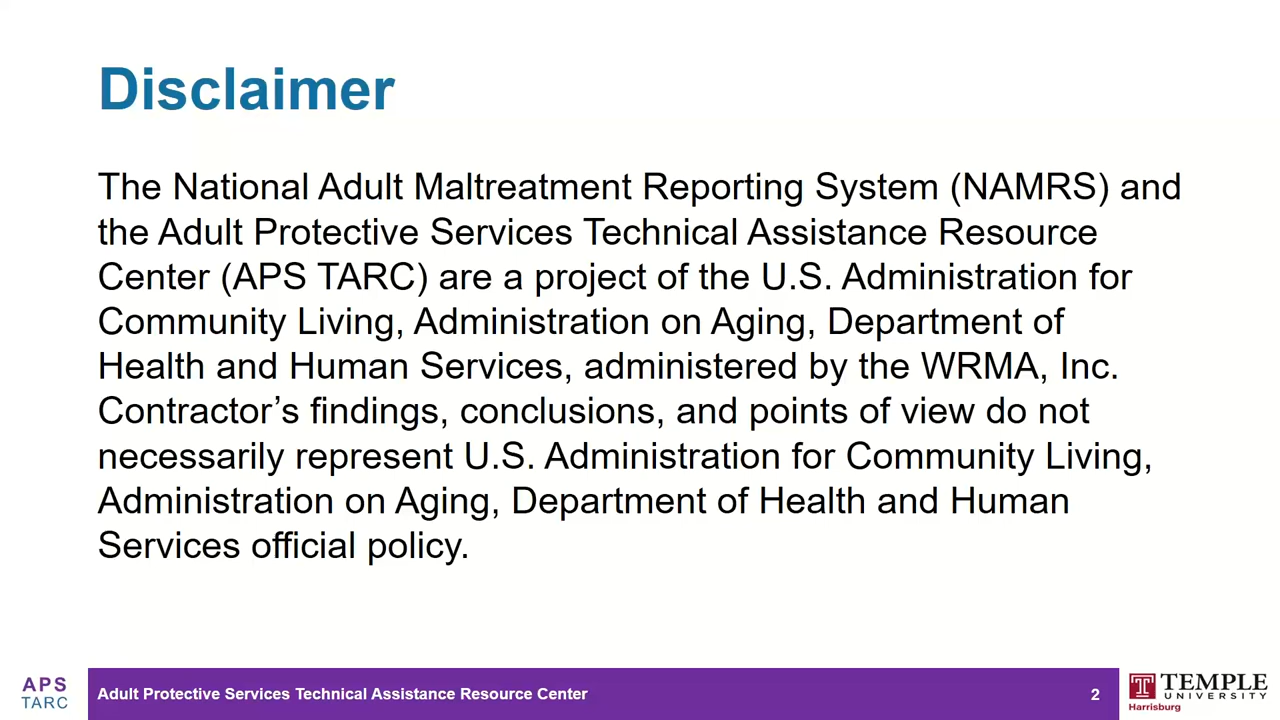 Disclaimer
The National Adult Maltreatment Reporting System (NAMRS) and
the Adult Protective Services Technical Assistance Resource
Center (APS TARC) are a project of the U.S. Administration for
Community Living, Administration on Aging, Department of
Health and Human Services, administered by the WRMA, Inc.
Contractor’s findings, conclusions, and points of view do not
necessarily represent U.S. Administration for Community Living,
Administration on Aging, Department of Health and Human
Services official policy.
APS
TARC
Adult Protective Services Technical Assistance Resource Center
2
TEMPLE
UNIVERSITY
Harrisburg